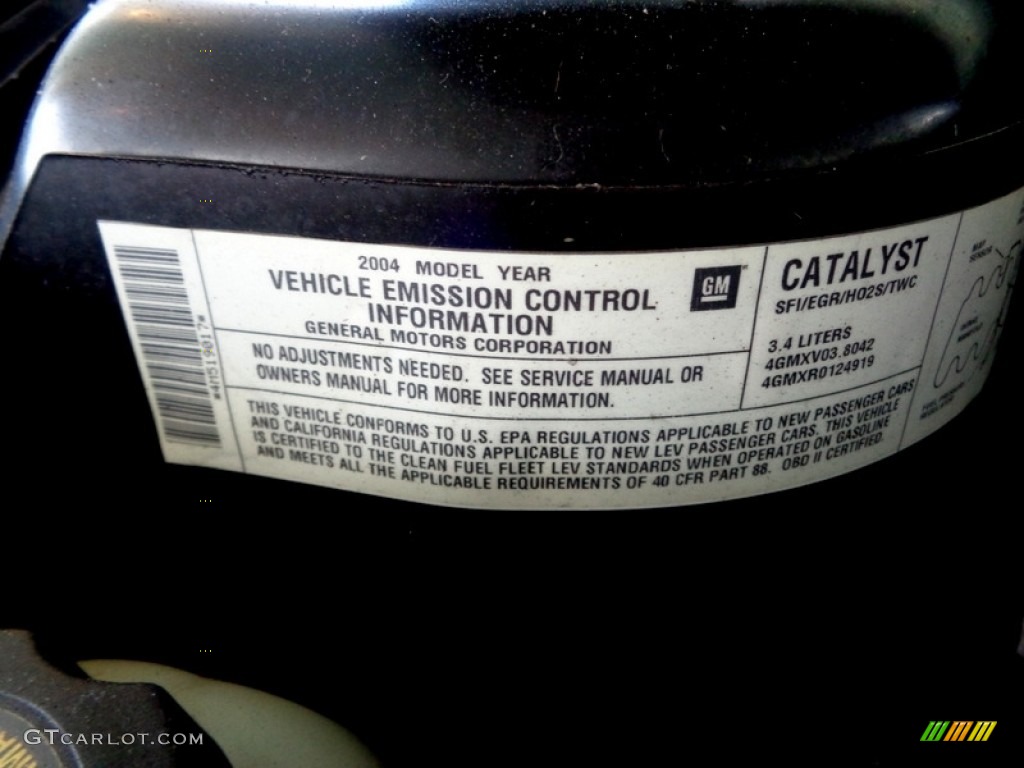 2004 MODEL YEAR
VEHICLE EMISSION CONTROL
INFORMATION
GENERAL MOTORS CORPORATION
GM
NO ADJUSTMENTS NEEDED. SEE SERVICE MANUAL OR
OWNERS MANUAL FOR MORE INFORMATION.
CATALYST
SFI/EGR/HO2S/TWC
3.4 LITERS
4GMXV03.8042
4GMXR0124919
THIS VEHICLE CONFORMS TO U.S. EPA REGULATIONS APPLICABLE TO NEW PASSENGER CARS
AND CALIFORNIA REGULATIONS APPLICABLE TO NEW LEV PASSENGER CARS. THIS VEHICLE
IS CERTIFIED TO THE CLEAN FUEL FLEET LEV STANDARDS WHEN OPERATED ON GASOLINE
AND MEETS ALL THE APPLICABLE REQUIREMENTS OF 40 CFR PART 88. OBD II CERTIFIED.
*4M519017*
GTCARLOT.COM